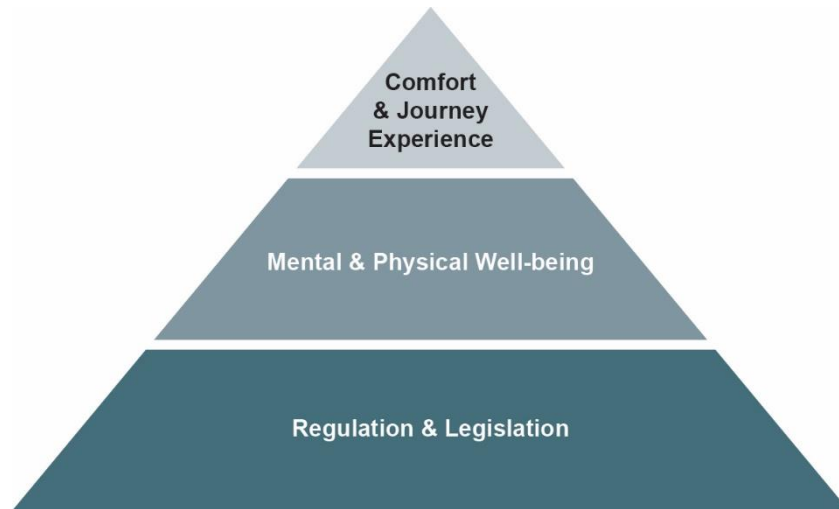 Comfort
& Journey
Experience
Mental & Physical Well-being
Regulation & Legislation